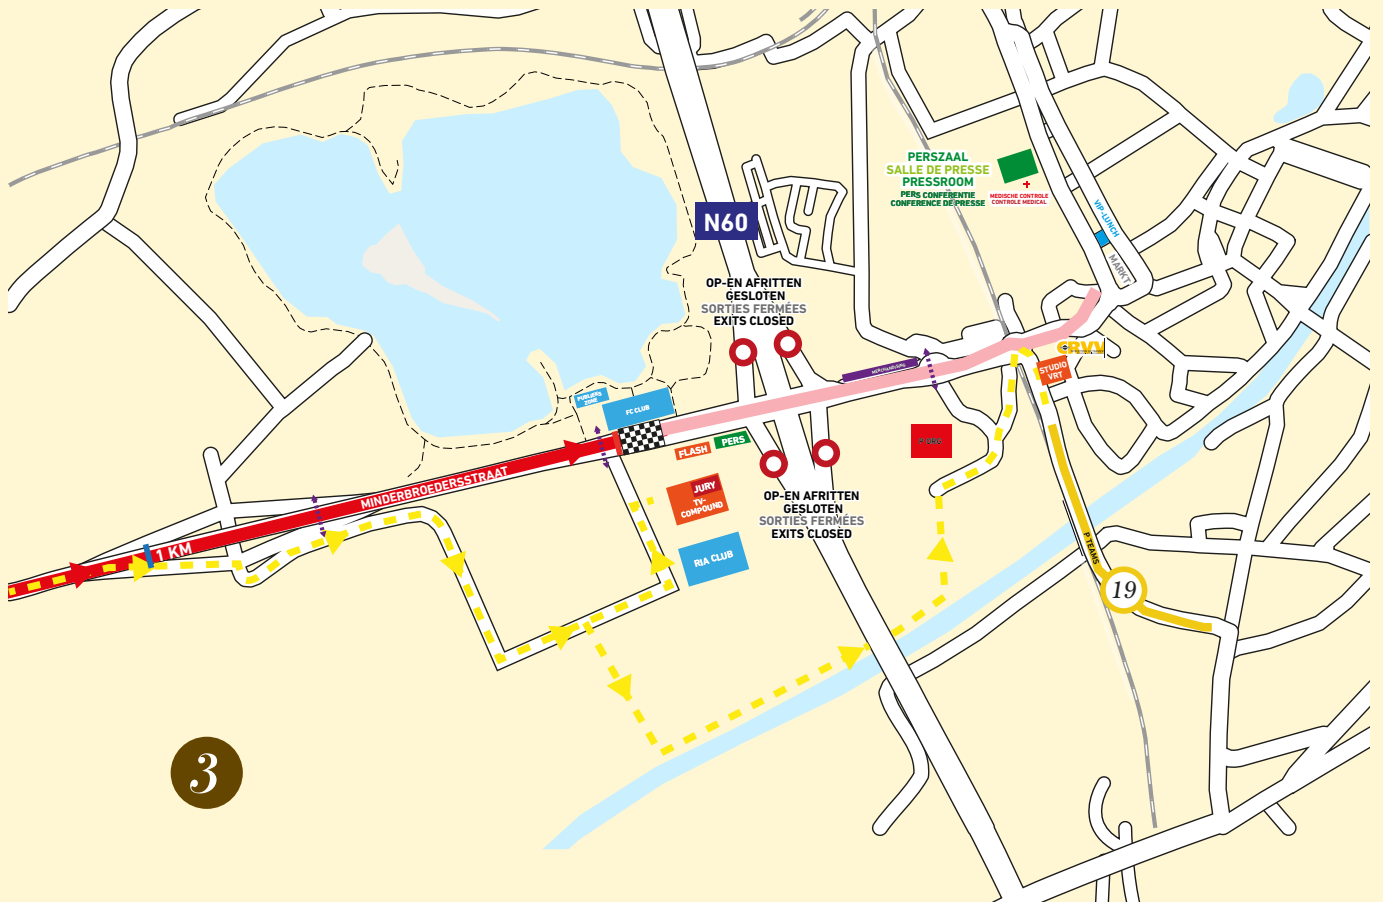 PERSZAAL
SALLE DE PRESSE
PRESSROOM
PERS CONFERENTIE
CONFERENCE DE PRESSE
MEDISCHE CONTROLE
CONTROLE MEDICAL
VIP-LUNCH
MARKT
N60
OP-EN AFRITTEN
GESLOTEN
SORTIES FERMÉES
EXITS CLOSED
CRVV
STUDIO
VRT
MERCHANDISING
PUBLIEKS
ZONE
FC CLUB
FLASH
PERS
MINDERBROEDERSSTRAAT
JURY
TV-
COMPOUND
OP-EN AFRITTEN
GESLOTEN
SORTIES FERMÉES
EXITS CLOSED
1 KM
RIA CLUB
P TEAMS
19
3